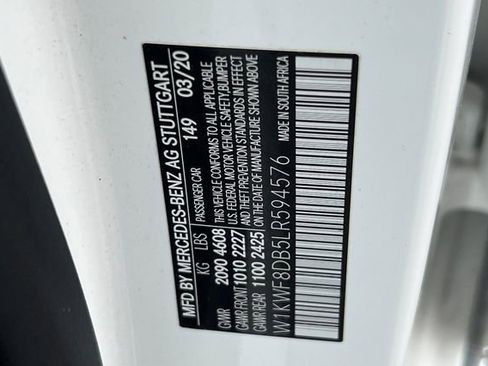 MFD BY MERCEDES-BENZ AG STUTTGART
149 03/20
KG LBS PASSENGER CAR
GVWR 2090 4608 THIS VEHICLE CONFORMS TO ALL APPLICABLE
U.S. FEDERAL MOTOR VEHICLE SAFETY,BUMPER
GAWR FRONT 1010 2227 AND THEFT PREVENTION STANDARDS IN EFFECT
GAWR REAR 1100 2425 ON THE DATE OF MANUFACTURE SHOWN ABOVE
W1KWF8DB5LR594576 MADE IN SOUTH AFRICA